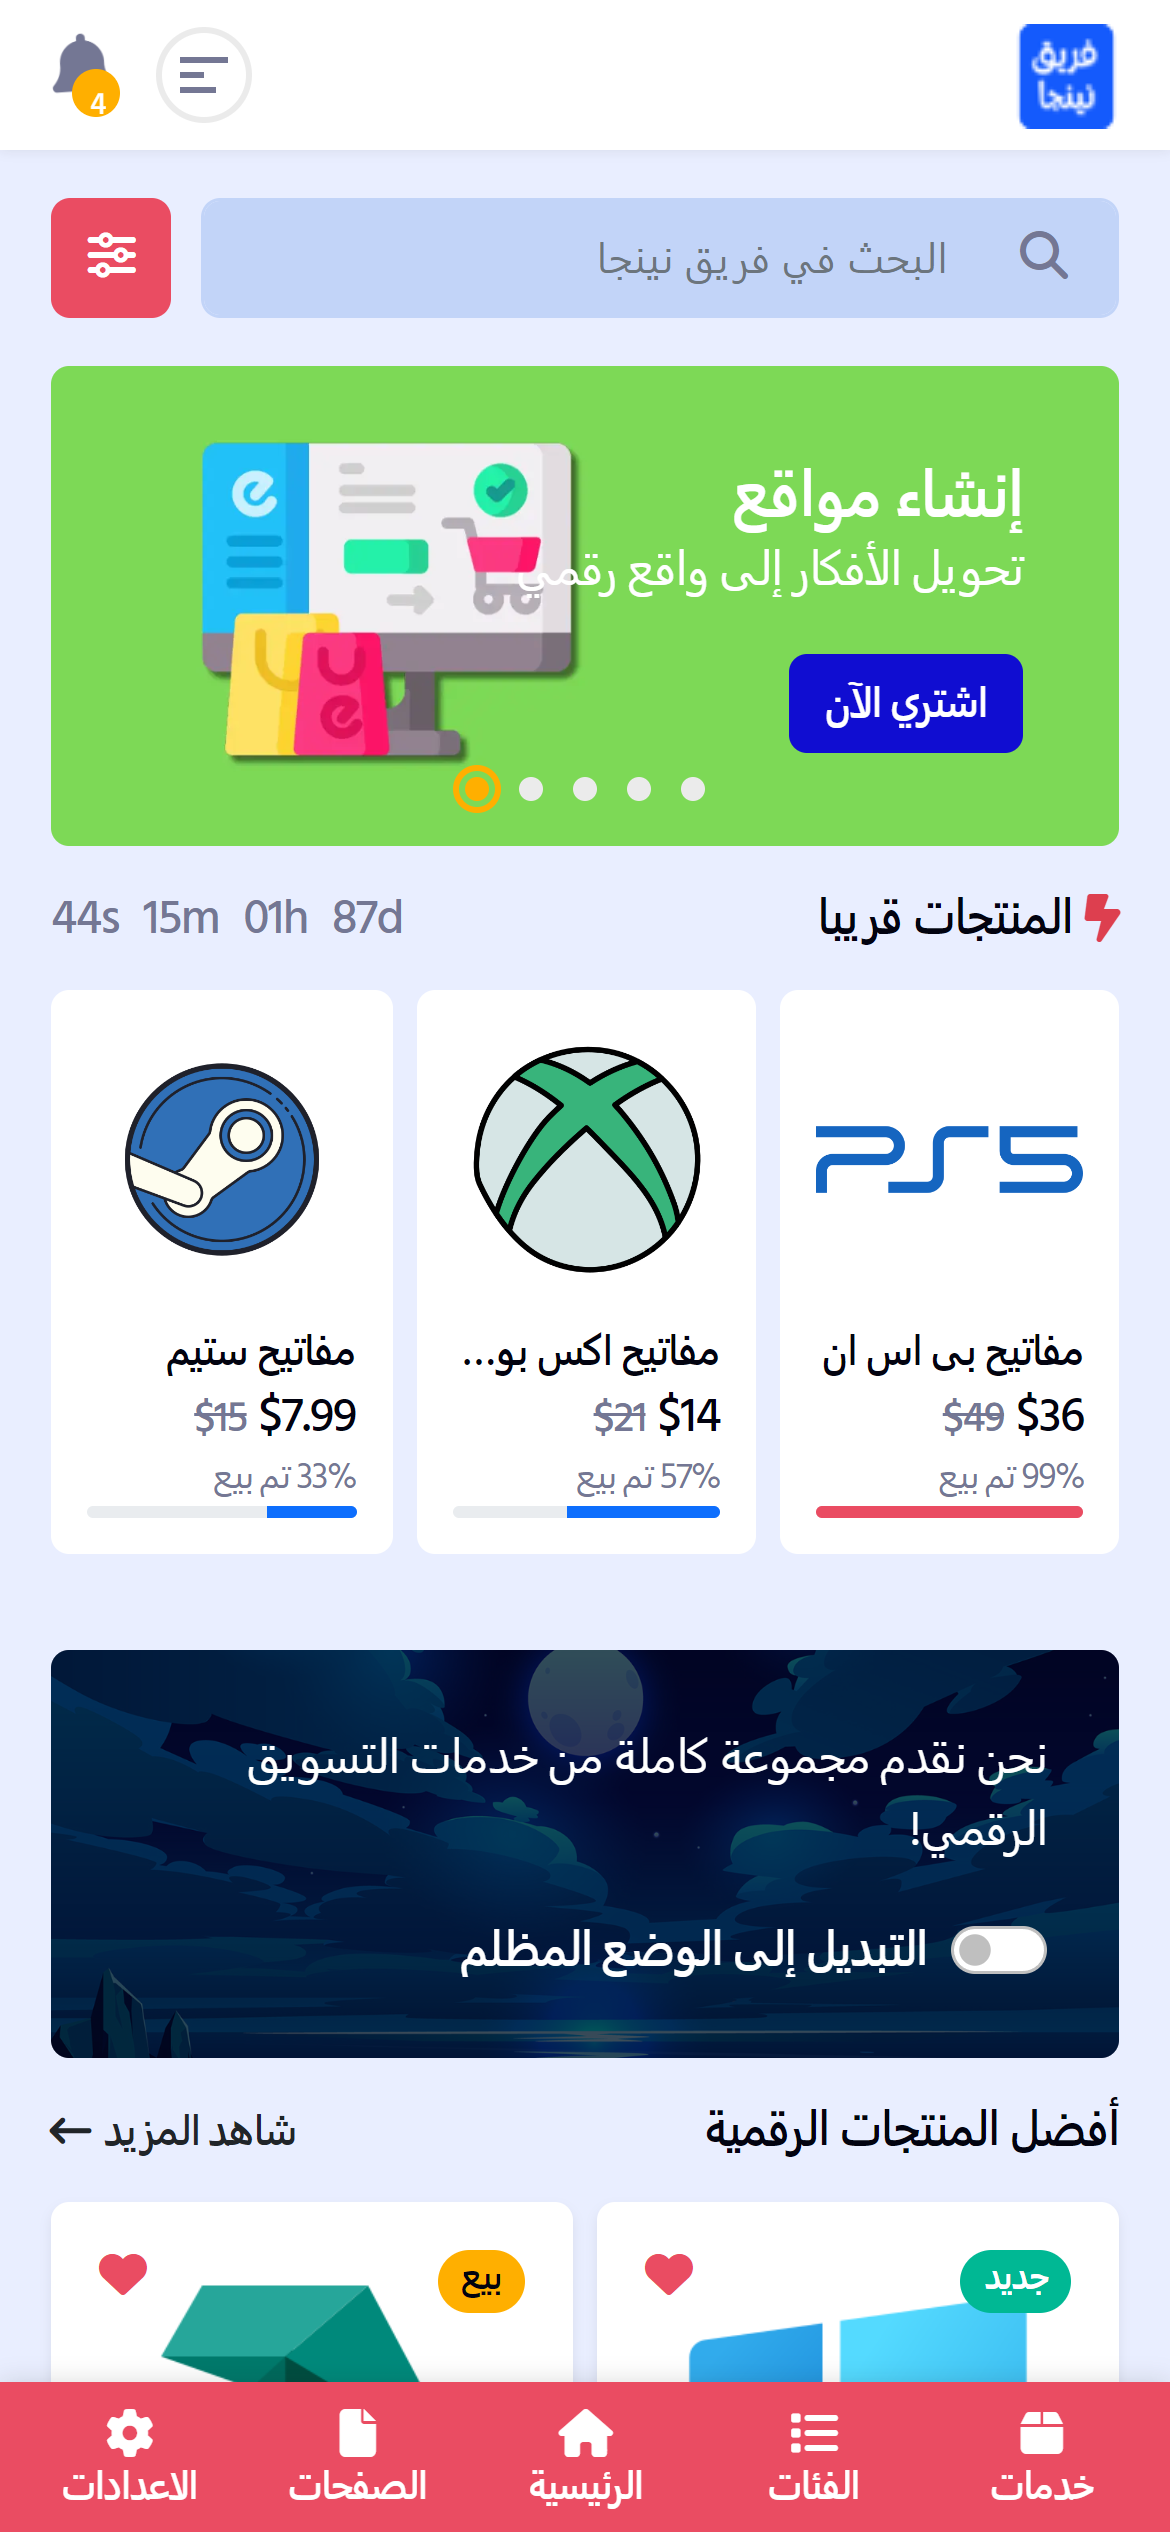 فريق
نينجا
4
البحث في فريق نينجا
إنشاء مواقع
تحويل الأفكار إلى واقع رقمي
اشتري الآن
المنتجات قريبا
87d 01h 15m 44s
PS5
مفاتيح بى اس ان
$36 $49
99% تم بيع
مفاتيح اكس بو...
$14 $21
57% تم بيع
مفاتيح ستيم
$7.99 $15
33% تم بيع
نحن نقدم مجموعة كاملة من خدمات التسويق
الرقمي!
التبديل إلى الوضع المظلم
أفضل المنتجات الرقمية
شاهد المزيد
جديد
بيع
خدمات
الفئات
الرئيسية
الصفحات
الاعدادات